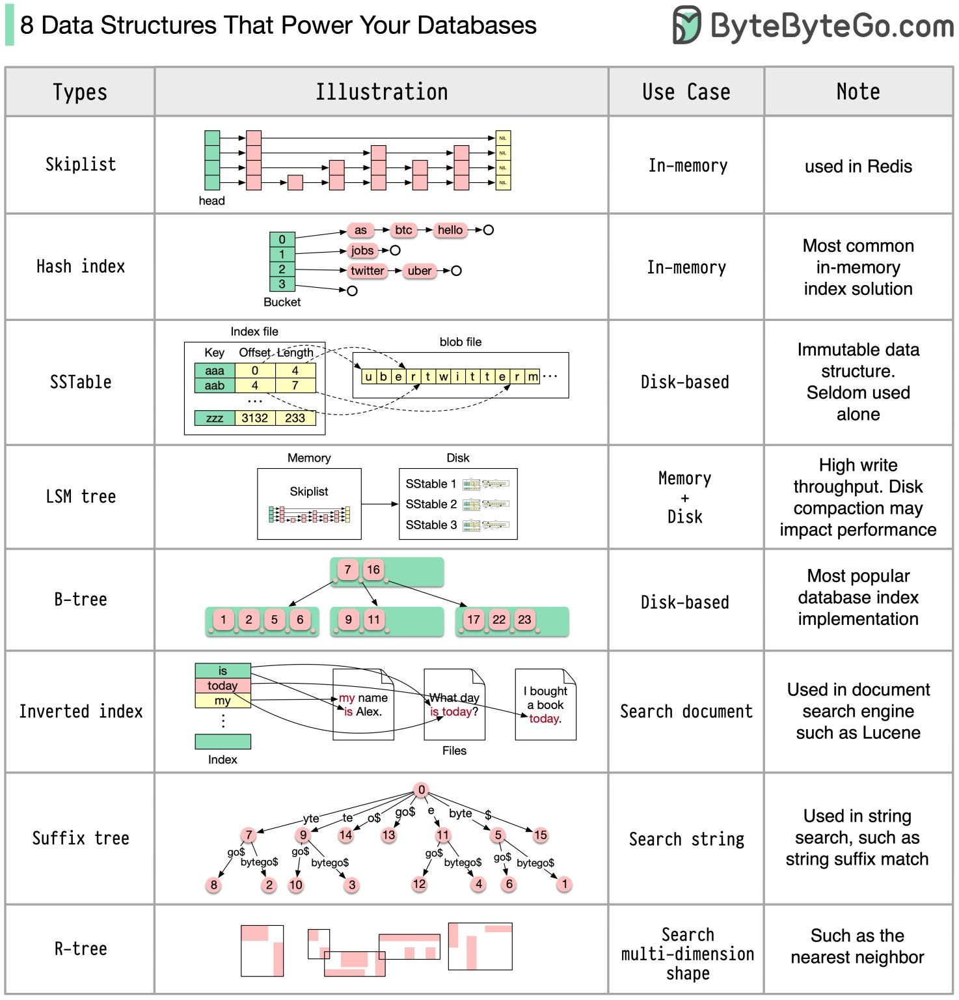 8 Data Structures That Power Your Databases
ByteByteGo.com
Types
Illustration
Use Case
Note
Skiplist
NIL
NIL
NIL
NIL
head
In-memory
used in Redis
Hash index
0
1
2
3
Bucket
as
btc
hello
jobs
twitter
uber
In-memory
Most common
in-memory
index solution
SSTable
Index file
Key Offset Length
aaa 0 4
aab 4 7
...
zzz 3132 233
blob file
u b e r t w i t t e r m ...
Disk-based
Immutable data
structure.
Seldom used
alone
LSM tree
Memory
Skiplist
Disk
SStable 1
SStable 2
SStable 3
Memory
+
Disk
High write
throughput. Disk
compaction may
impact performance
B-tree
7 16
1 2 5 6
9 11
17 22 23
Disk-based
Most popular
database index
implementation
Inverted index
is
today
my
Index
my name
is Alex.
What day
is today?
I bought
a book
today.
Files
Search document
Used in document
search engine
such as Lucene
Suffix tree
0
yte te o$ go$ e byte $
7 9 14 13 11 5 15
go$ bytego$ go$ bytego$ go$ bytego$ go$ bytego$
8 2 10 3 12 4 6 1
Search string
Used in string
search, such as
string suffix match
R-tree
Search
multi-dimension
shape
Such as the
nearest neighbor